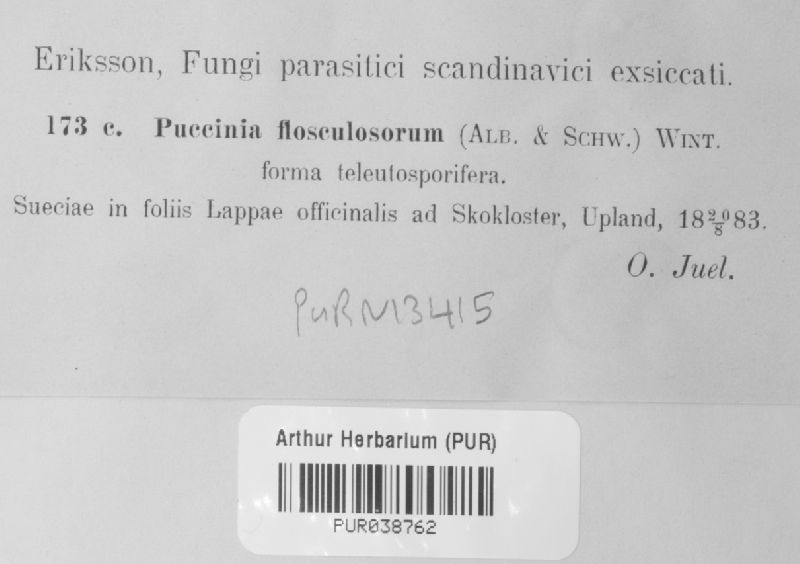 Eriksson, Fungi parasitici scandinavici exsiccati.
173 c. Puccinia flosculosorum (Alb. & Schw.) Wint.
forma teleutosporifera.
Sueciae in foliis Lappae officinalis ad Skokloster, Upland, 18 20/8 83.
O. Juel.
PUR N13415
Arthur Herbarium (PUR)
PUR038762